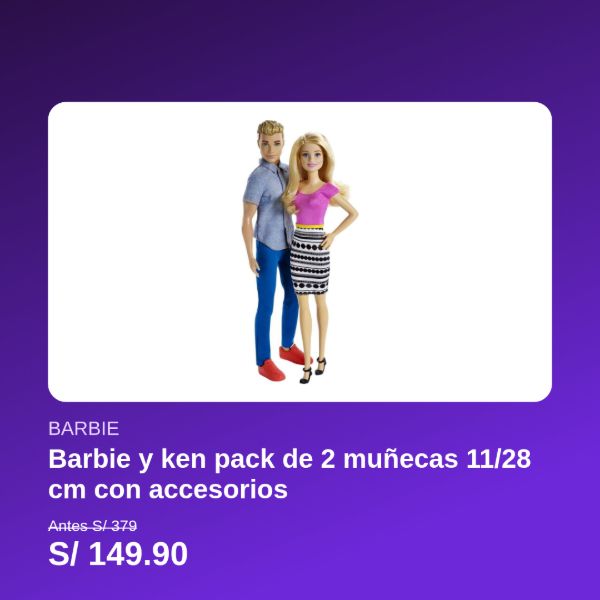 BARBIE
Barbie y ken pack de 2 muñecas 11/28
cm con accesorios
Antes S/ 379
S/ 149.90